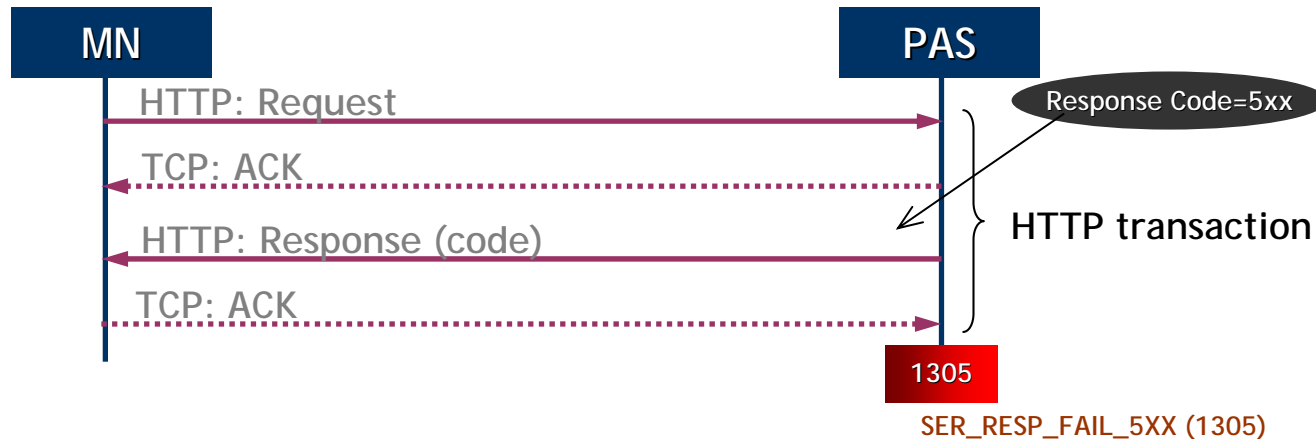 MN
PAS
HTTP: Request
Response Code=5xx
TCP: ACK
HTTP: Response (code)
HTTP transaction
TCP: ACK
1305
SER_RESP_FAIL_5XX (1305)